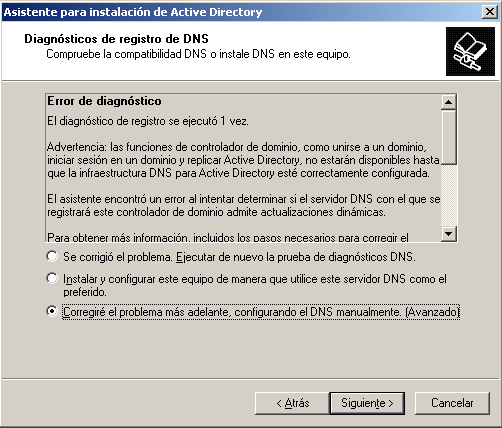 Asistente para instalación de Active Directory
Diagnósticos de registro de DNS
Compruebe la compatibilidad DNS o instale DNS en este equipo.
Error de diagnóstico
El diagnóstico de registro se ejecutó 1 vez.
Advertencia: las funciones de controlador de dominio, como unirse a un dominio,
iniciar sesión en un dominio y replicar Active Directory, no estarán disponibles hasta
que la infraestructura DNS para Active Directory esté correctamente configurada.
El asistente encontró un error al intentar determinar si el servidor DNS con el que se
registrará este controlador de dominio admite actualizaciones dinámicas.
Para obtener más información, incluidos los pasos necesarios para corregir el
Se corrigió el problema. Ejecutar de nuevo la prueba de diagnósticos DNS.
Instalar y configurar este equipo de manera que utilice este servidor DNS como el
preferido.
Corregiré el problema más adelante, configurando el DNS manualmente. (Avanzado)
< Atrás
Siguiente >
Cancelar